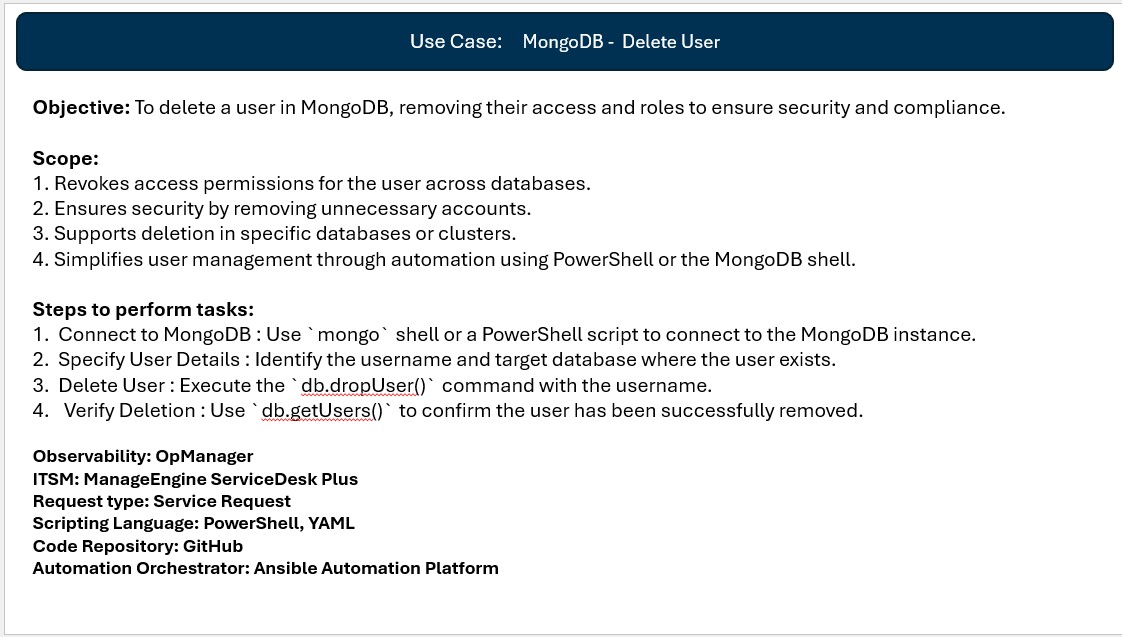 Use Case: MongoDB - Delete User
Objective: To delete a user in MongoDB, removing their access and roles to ensure security and compliance.
Scope:
1. Revokes access permissions for the user across databases.
2. Ensures security by removing unnecessary accounts.
3. Supports deletion in specific databases or clusters.
4. Simplifies user management through automation using PowerShell or the MongoDB shell.
Steps to perform tasks:
1. Connect to MongoDB : Use `mongo` shell or a PowerShell script to connect to the MongoDB instance.
2. Specify User Details : Identify the username and target database where the user exists.
3. Delete User : Execute the `db.dropUser()` command with the username.
4. Verify Deletion : Use `db.getUsers()` to confirm the user has been successfully removed.
Observability: OpManager
ITSM: ManageEngine ServiceDesk Plus
Request type: Service Request
Scripting Language: PowerShell, YAML
Code Repository: GitHub
Automation Orchestrator: Ansible Automation Platform